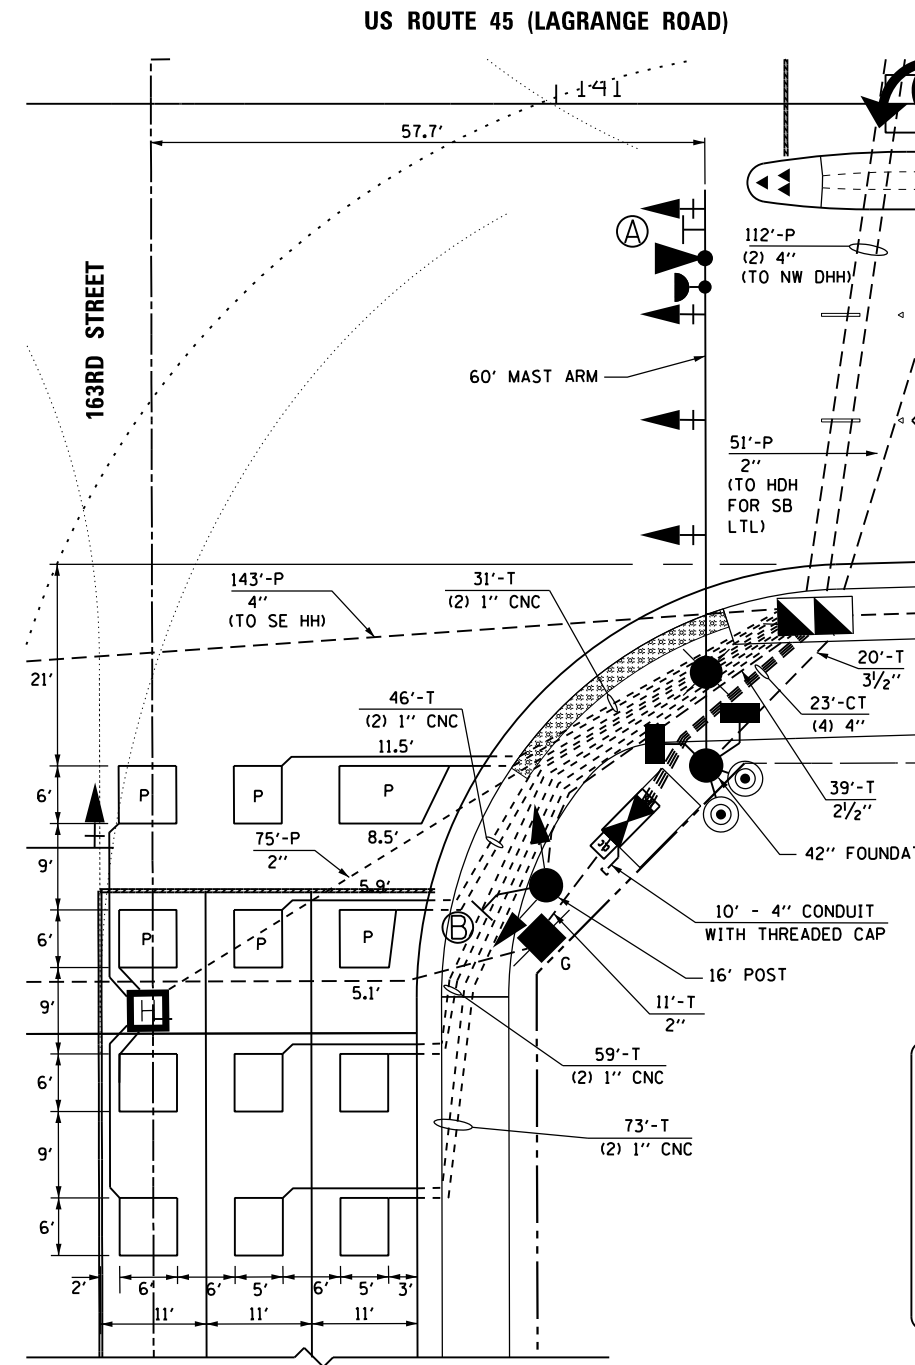 US ROUTE 45 (LAGRANGE ROAD)
141
57.7'
A
112'-P
(2) 4''
(TO NW DHH)
163RD STREET
60' MAST ARM
51'-P
2''
(TO HDH
FOR SB
LTL)
143'-P
4''
(TO SE HH)
31'-T
(2) 1'' CNC
21'
20'-T
3½''
46'-T
(2) 1'' CNC
23'-CT
(4) 4''
11.5'
6'
P
P
P
39'-T
2½''
75'-P
2''
8.5'
9'
5.9'
42'' FOUNDAT
6'
P
P
P
B
10' - 4'' CONDUIT
WITH THREADED CAP
G
16' POST
9'
H
5.1'
11'-T
2''
59'-T
(2) 1'' CNC
6'
9'
73'-T
(2) 1'' CNC
6'
2'
6'
6'
5'
6'
5'
3'
11'
11'
11'